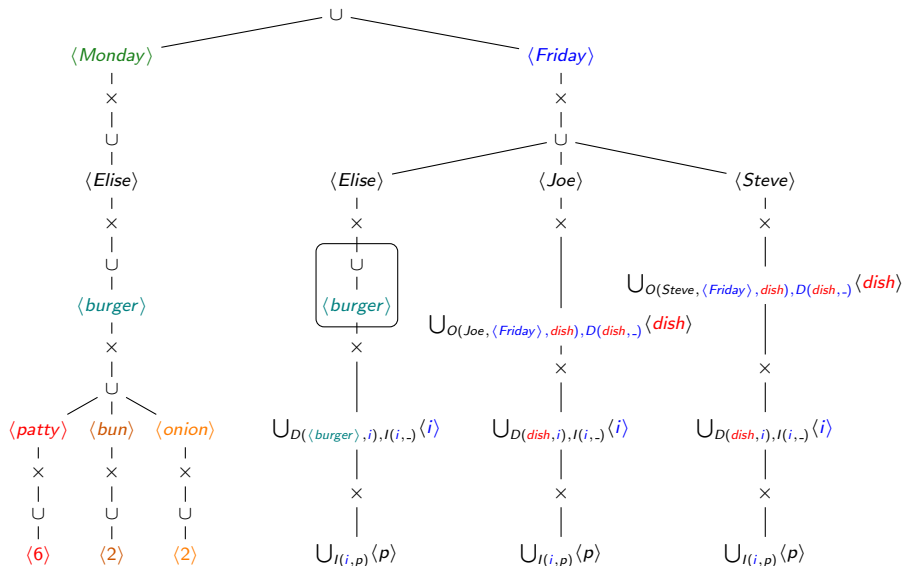 ∪
⟨Monday⟩ ⟨Friday⟩
× ×
∪ ∪
⟨Elise⟩ ⟨Elise⟩ ⟨Joe⟩ ⟨Steve⟩
× × × ×
∪ ∪
⋃O(Steve,⟨Friday⟩,dish),D(dish,_)⟨dish⟩
⟨burger⟩ ⟨burger⟩
⋃O(Joe,⟨Friday⟩,dish),D(dish,_)⟨dish⟩
× ×
×
∪
⟨patty⟩ ⟨bun⟩ ⟨onion⟩ ⋃D(⟨burger⟩,i),I(i,_)⟨i⟩ ⋃D(dish,i),I(i,_)⟨i⟩ ⋃D(dish,i),I(i,_)⟨i⟩
× × ×
× × ×
∪ ∪ ∪
⟨6⟩ ⟨2⟩ ⟨2⟩ ⋃I(i,p)⟨p⟩ ⋃I(i,p)⟨p⟩ ⋃I(i,p)⟨p⟩